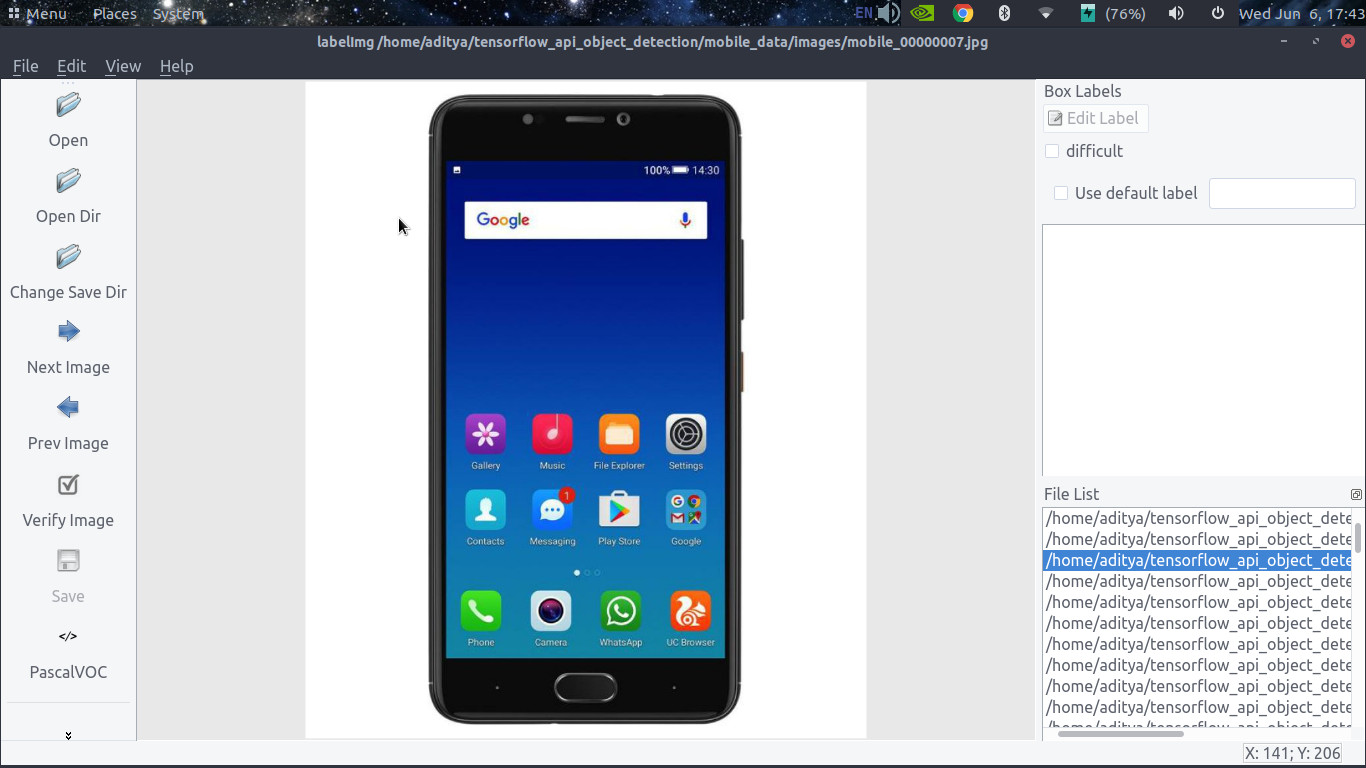 Menu Places System EN (76%) Wed Jun 6, 17:43
labelImg /home/aditya/tensorflow_api_object_detection/mobile_data/images/mobile_00000007.jpg
File Edit View Help
Open
Open Dir
Change Save Dir
Next Image
Prev Image
Verify Image
Save
</>
PascalVOC
100% 14:30
Google
Gallery Music File Explorer Settings
1
Contacts Messaging Play Store Google
Phone Camera WhatsApp UC Browser
Box Labels
Edit Label
difficult
Use default label
File List
/home/aditya/tensorflow_api_object_dete
/home/aditya/tensorflow_api_object_dete
/home/aditya/tensorflow_api_object_dete
/home/aditya/tensorflow_api_object_dete
/home/aditya/tensorflow_api_object_dete
/home/aditya/tensorflow_api_object_dete
/home/aditya/tensorflow_api_object_dete
/home/aditya/tensorflow_api_object_dete
/home/aditya/tensorflow_api_object_dete
/home/aditya/tensorflow_api_object_dete
/home/aditya/tensorflow_api_object_dete
X: 141; Y: 206